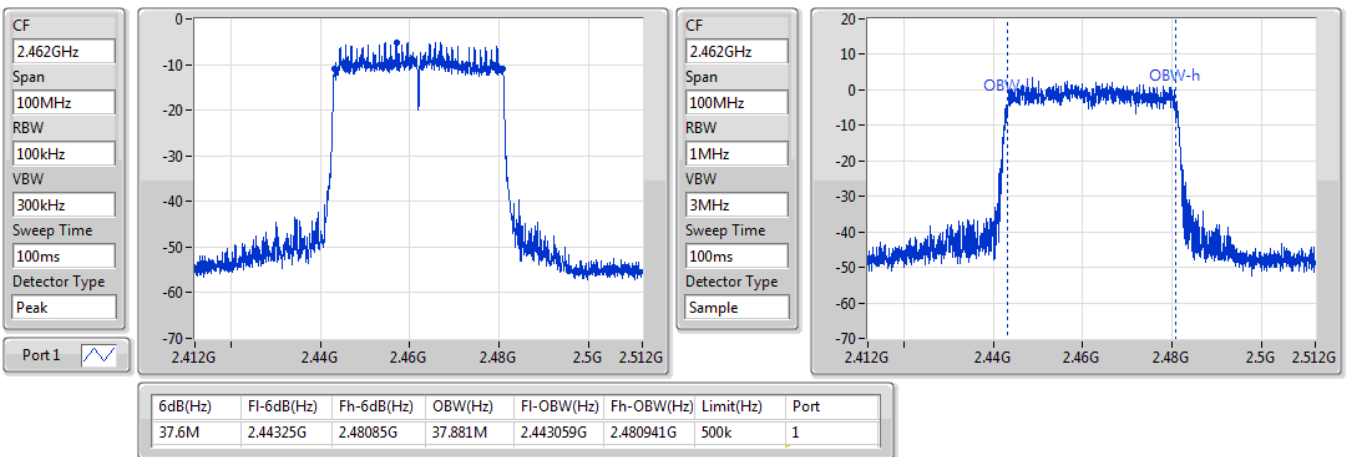 CF
2.462GHz
Span
100MHz
RBW
100kHz
VBW
300kHz
Sweep Time
100ms
Detector Type
Peak
Port 1
0
-10
-20
-30
-40
-50
-60
-70
2.412G 2.44G 2.46G 2.48G 2.5G 2.512G
CF
2.462GHz
Span
100MHz
RBW
1MHz
VBW
3MHz
Sweep Time
100ms
Detector Type
Sample
20
10
0
-10
-20
-30
-40
-50
-60
-70
OBW-h
2.412G 2.44G 2.46G 2.48G 2.5G 2.512G
6dB(Hz) Fl-6dB(Hz) Fh-6dB(Hz) OBW(Hz) Fl-OBW(Hz) Fh-OBW(Hz) Limit(Hz) Port
37.6M 2.44325G 2.48085G 37.881M 2.443059G 2.480941G 500k 1